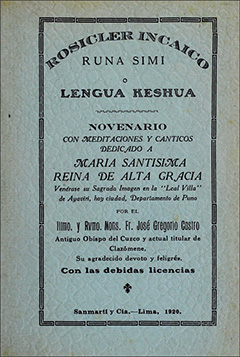 ROSICLER INCAICO
RUNA SIMI
O
LENGUA KESHUA
NOVENARIO
CON MEDITACIONES Y CANTICOS
DEDICADO A
MARIA SANTISIMA
REINA DE ALTA GRACIA
Venérase su Sagrada Imagen en la "Leal Villa"
de Ayaviri, hoy ciudad, Departamento de Puno
POR EL
Iltmo. y Rvmo. Mons. Fr. José Gregorio Castro
Antiguo Obispo del Cuzco y actual titular de
Clazómene.
Su agradecido devoto y feligrés.
Con las debidas licencias
Sanmarti y Cía.—Lima, 1920.